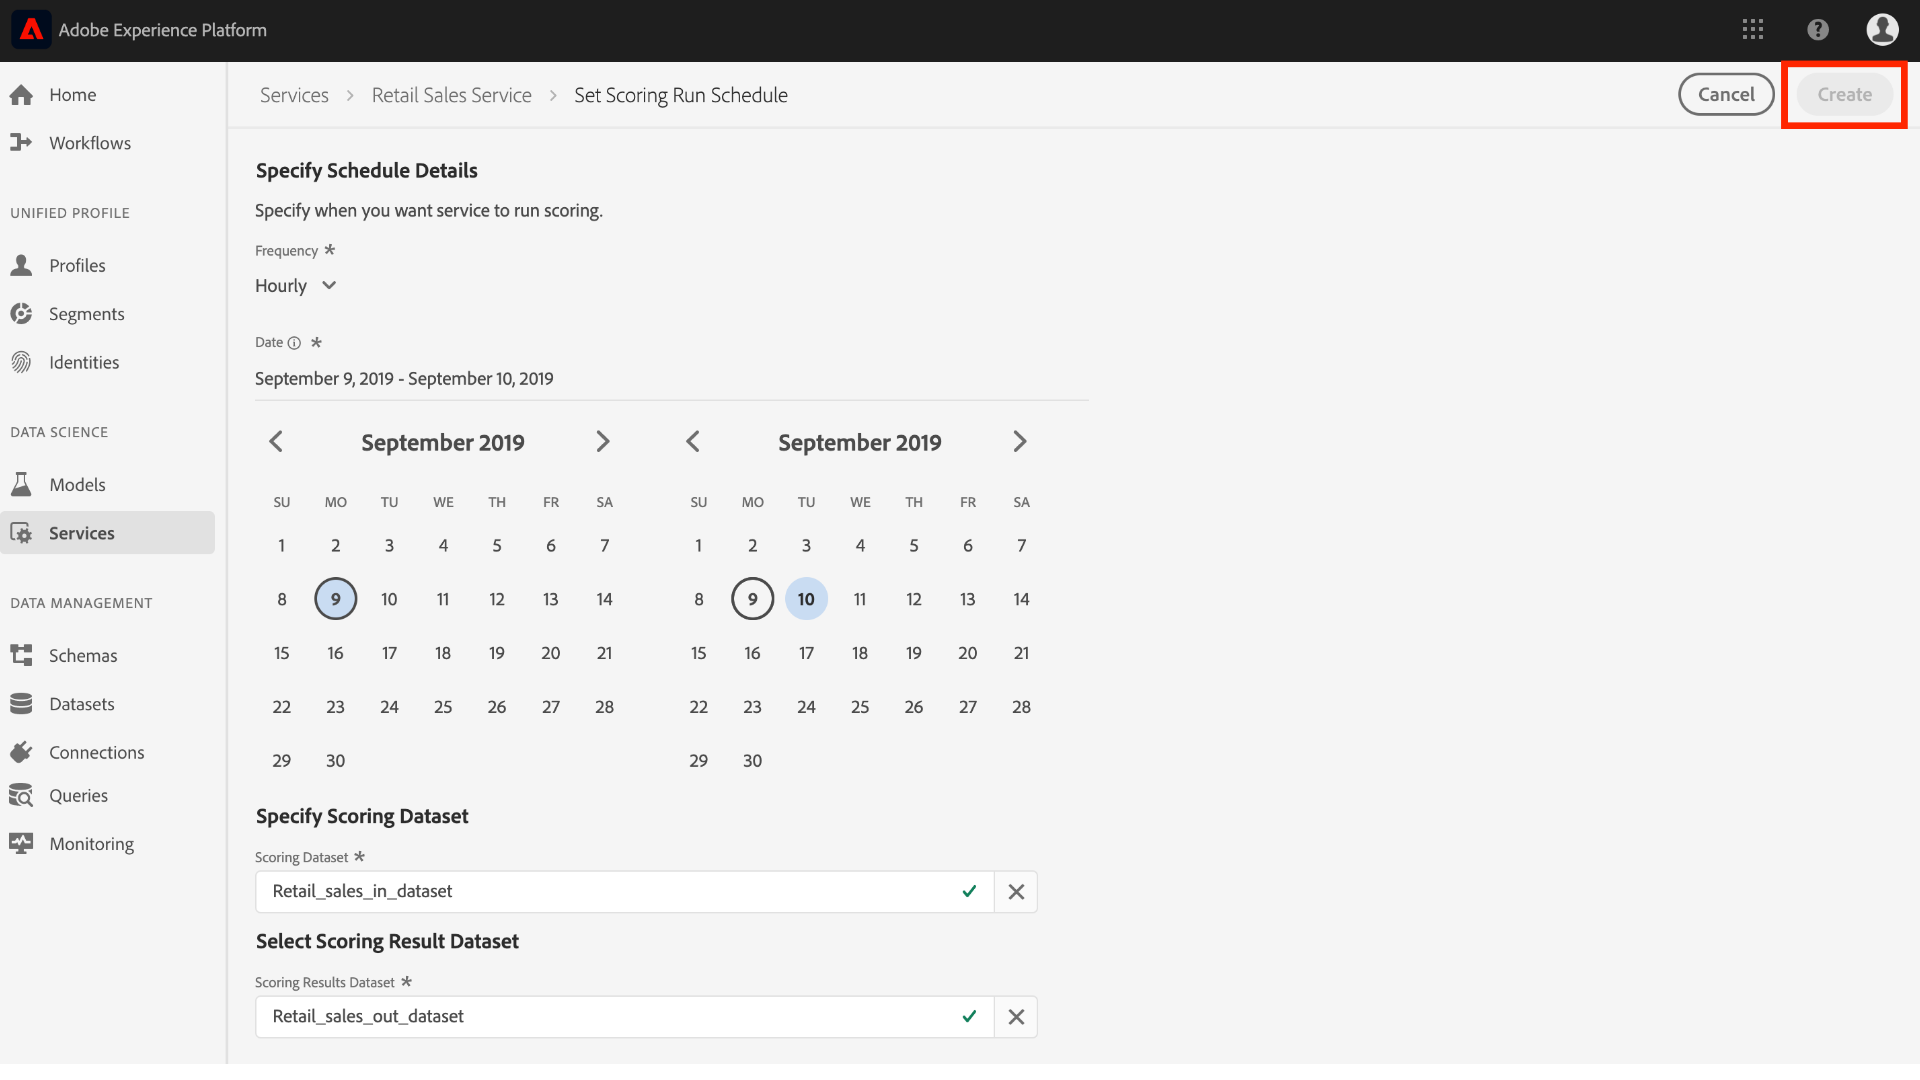 Adobe Experience Platform
Home
Workflows
UNIFIED PROFILE
Profiles
Segments
Identities
DATA SCIENCE
Models
Services
DATA MANAGEMENT
Schemas
Datasets
Connections
Queries
Monitoring
Services > Retail Sales Service > Set Scoring Run Schedule
Cancel
Create
Specify Schedule Details
Specify when you want service to run scoring.
Frequency *
Hourly
Date *
September 9, 2019 - September 10, 2019
September 2019
SU MO TU WE TH FR SA
1 2 3 4 5 6 7
8 9 10 11 12 13 14
15 16 17 18 19 20 21
22 23 24 25 26 27 28
29 30
September 2019
SU MO TU WE TH FR SA
1 2 3 4 5 6 7
8 9 10 11 12 13 14
15 16 17 18 19 20 21
22 23 24 25 26 27 28
29 30
Specify Scoring Dataset
Scoring Dataset *
Retail_sales_in_dataset
Select Scoring Result Dataset
Scoring Results Dataset *
Retail_sales_out_dataset